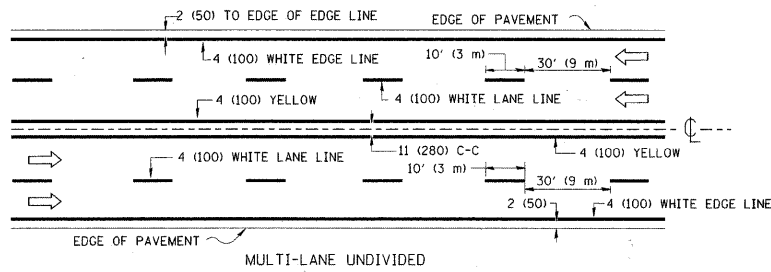 2 (50) TO EDGE OF EDGE LINE
EDGE OF PAVEMENT
4 (100) WHITE EDGE LINE
10' (3 m)
30' (9 m)
4 (100) YELLOW
4 (100) WHITE LANE LINE
℄
4 (100) WHITE LANE LINE
11 (280) C-C
4 (100) YELLOW
10' (3 m)
30' (9 m)
2 (50)
4 (100) WHITE EDGE LINE
EDGE OF PAVEMENT
MULTI-LANE UNDIVIDED